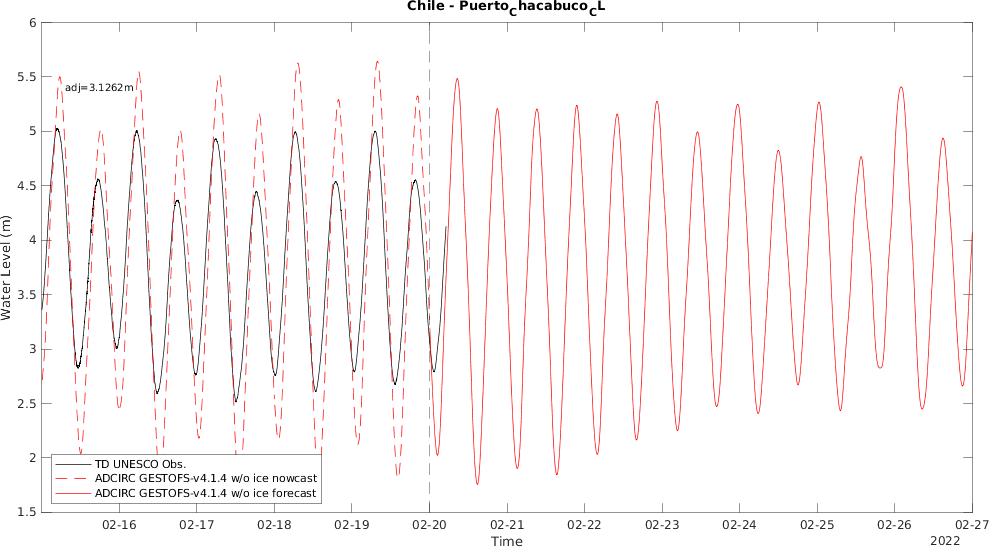 Chile - Puerto_Chacabuco_CL
6
5.5
5
4.5
4
3.5
3
2.5
2
1.5
Water Level (m)
adj=3.1262m
TD UNESCO Obs.
ADCIRC GESTOFS-v4.1.4 w/o ice nowcast
ADCIRC GESTOFS-v4.1.4 w/o ice forecast
02-16 02-17 02-18 02-19 02-20 02-21 02-22 02-23 02-24 02-25 02-26 02-27
Time
2022